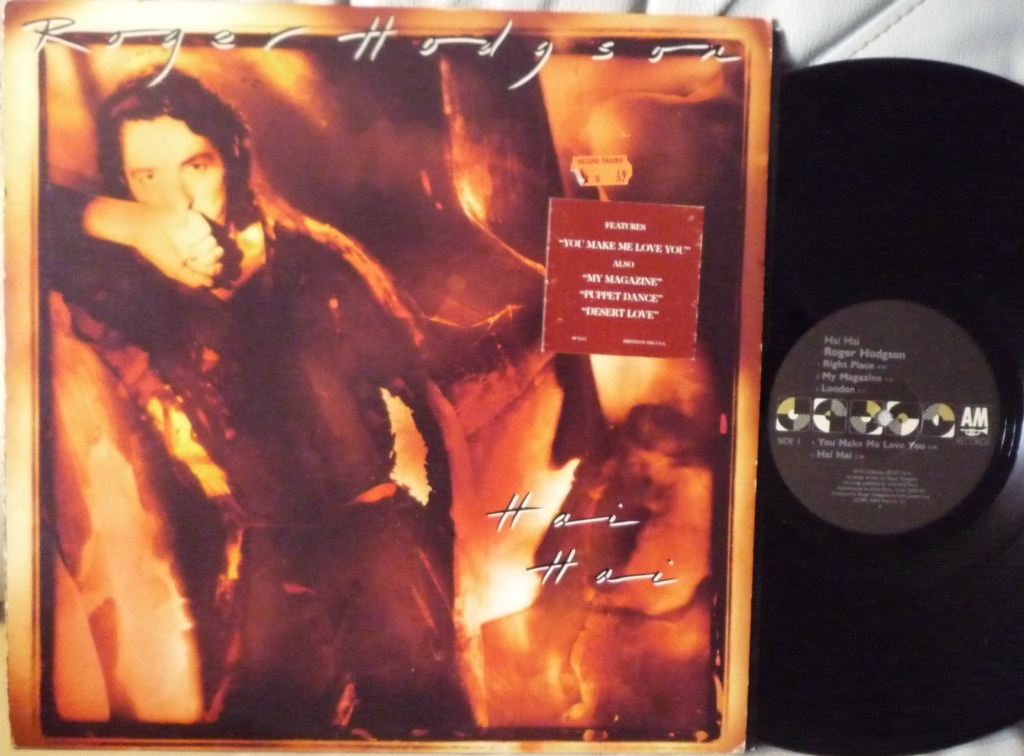 Roger Hodgson
RECORD TRADER
FEATURES
"YOU MAKE ME LOVE YOU"
ALSO
"MY MAGAZINE"
"PUPPET DANCE"
"DESERT LOVE"
Hai
Hai
Hai Hai
Roger Hodgson
Right Place
My Magazine
London
AM
RECORDS
SIDE 1
You Make Me Love You
Hai Hai